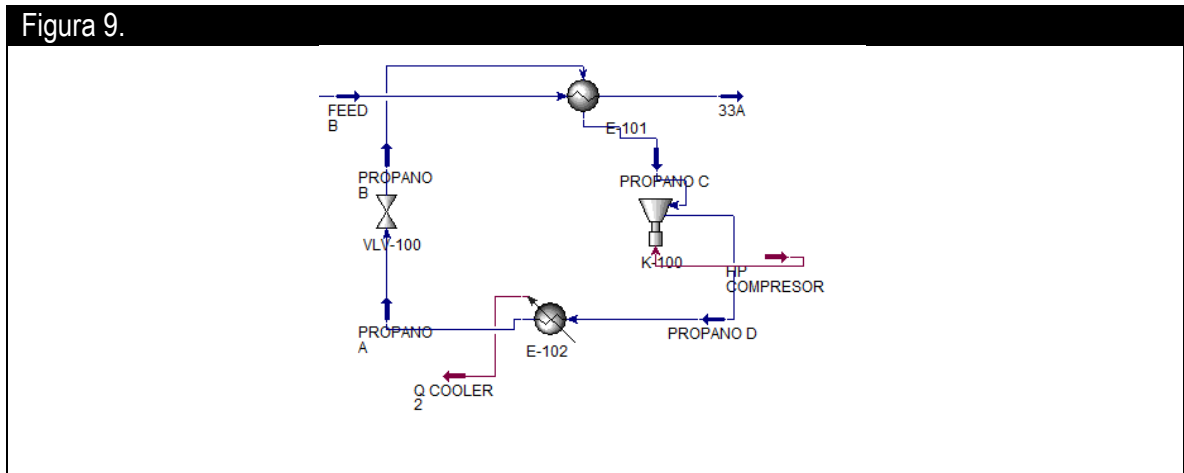 Figura 9.
FEED
B
E-101
33A
PROPANO
B
PROPANO C
VLV-100
K-100
HP
COMPRESOR
PROPANO
A
E-102
PROPANO D
Q COOLER
2